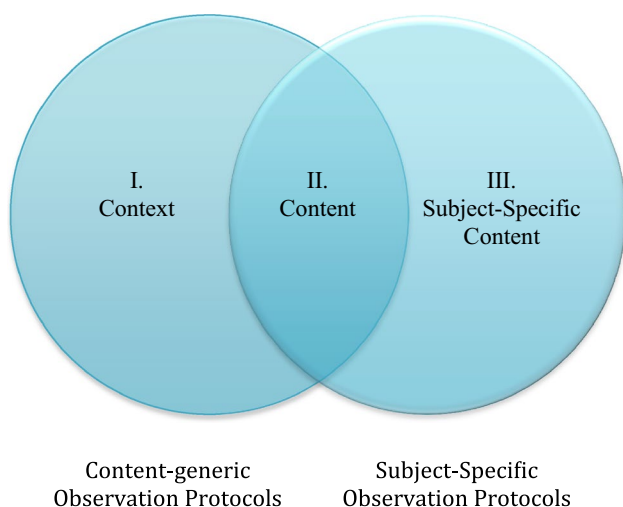 I.
Context
II.
Content
III.
Subject-Specific
Content
Content-generic
Observation Protocols
Subject-Specific
Observation Protocols